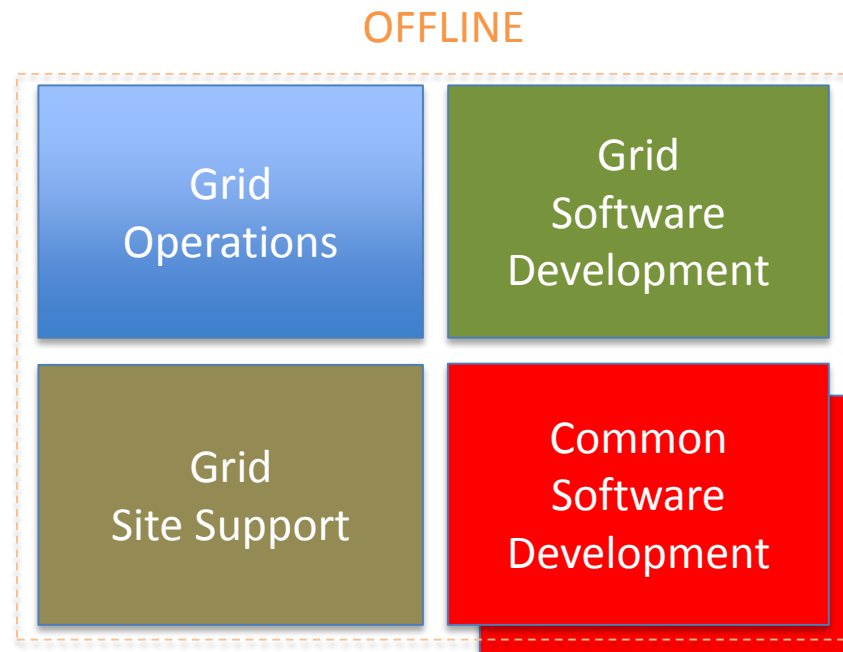 OFFLINE
Grid
Operations
Grid
Software
Development
Grid
Site Support
Common
Software
Development